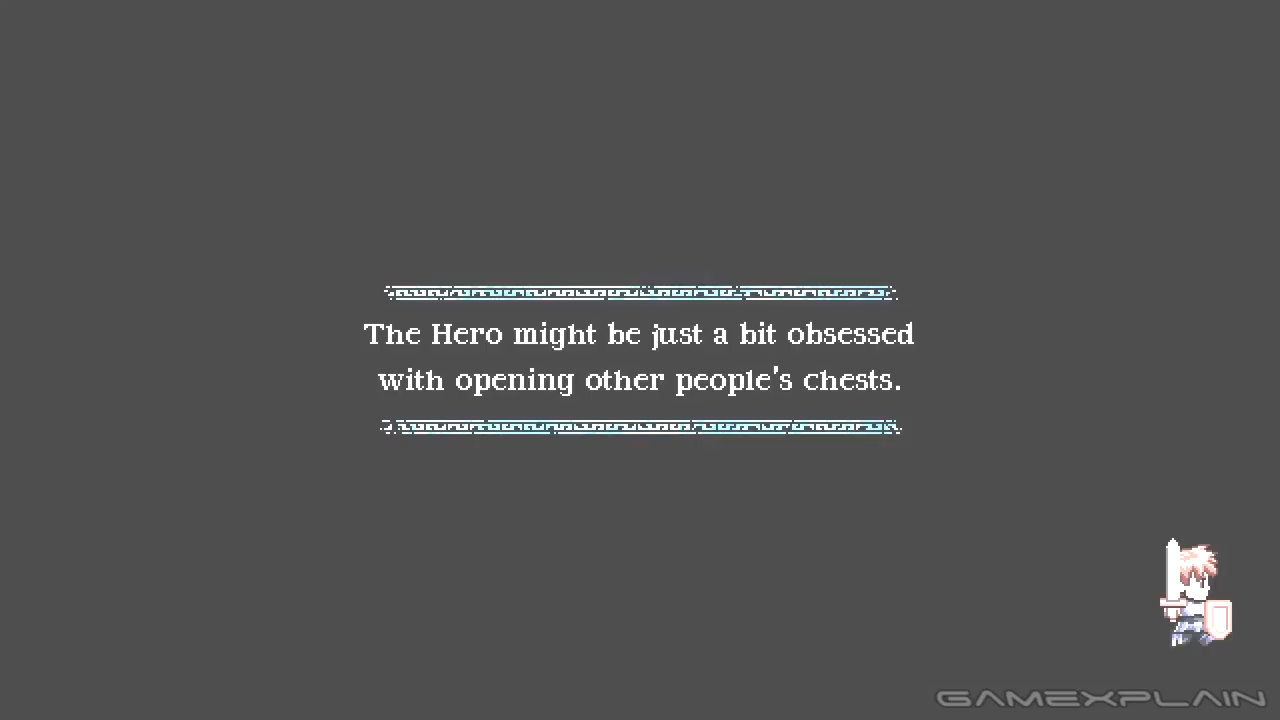 The Hero might be just a bit obsessed
with opening other people's chests.
GAMEXPLAIN